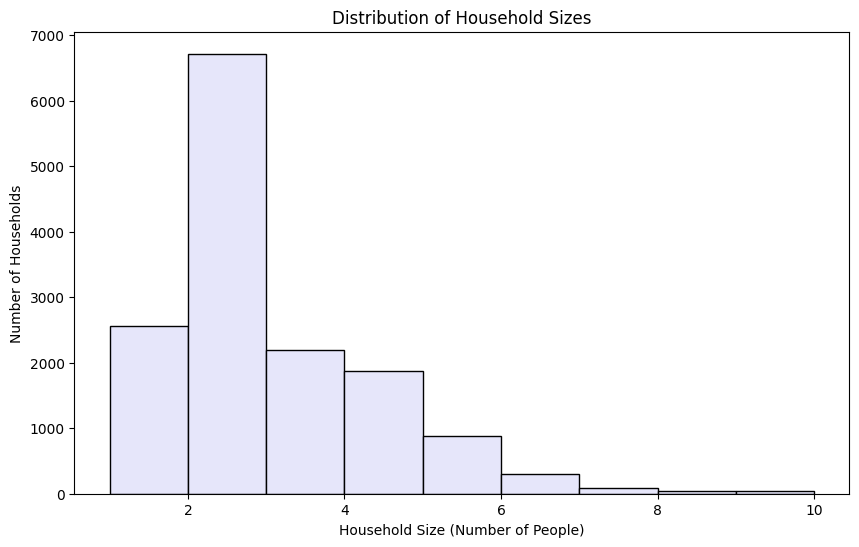 Distribution of Household Sizes
7000
6000
5000
4000
3000
2000
1000
0
Number of Households
2 4 6 8 10
Household Size (Number of People)